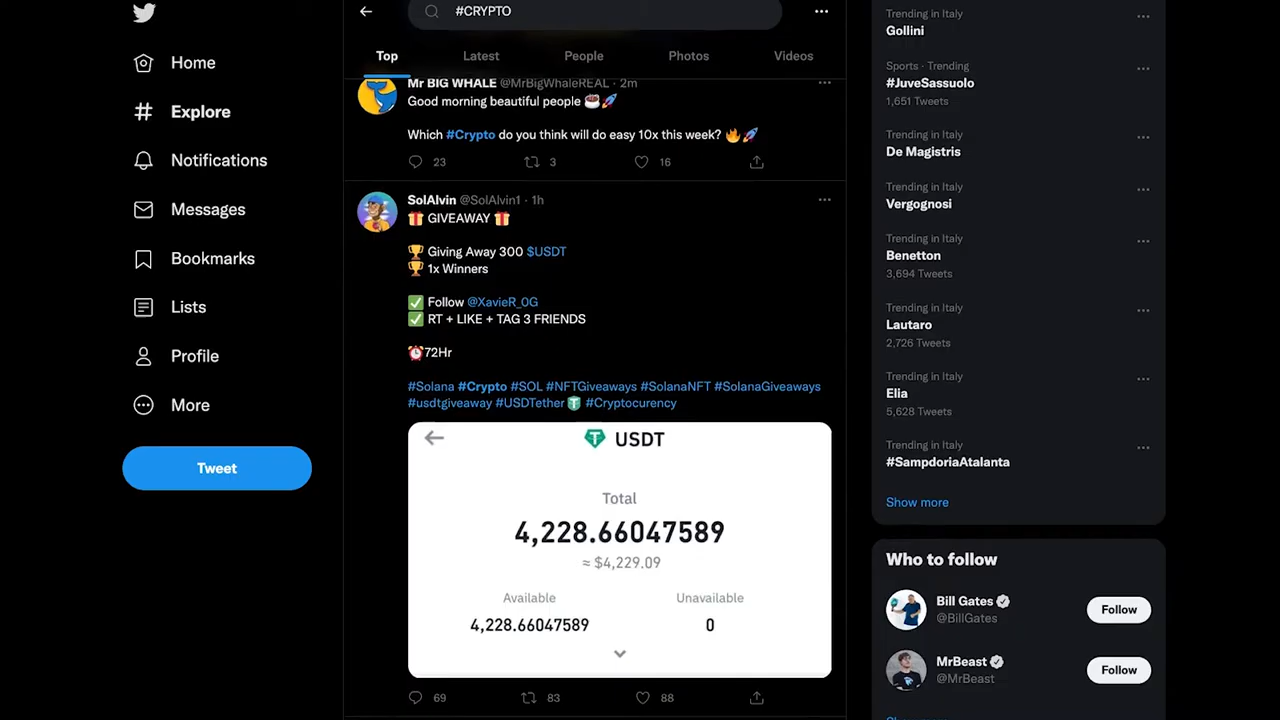 Home
Explore
Notifications
Messages
Bookmarks
Lists
Profile
More
Tweet
#CRYPTO
Top
Latest
People
Photos
Videos
Mr BIG WHALE @MrBigWhaleREAL · 2m
Good morning beautiful people ☕🚀
Which #Crypto do you think will do easy 10x this week? 🔥🚀
23
3
16
SolAlvin @SolAlvin1 · 1h
🎁 GIVEAWAY 🎁
🏆 Giving Away 300 $USDT
🏆 1x Winners
✅ Follow @XavieR_0G
✅ RT + LIKE + TAG 3 FRIENDS
⏰72Hr
#Solana #Crypto #SOL #NFTGiveaways #SolanaNFT #SolanaGiveaways
#usdtgiveaway #USDTether #Cryptocurency
USDT
Total
4,228.66047589
≈ $4,229.09
Available
Unavailable
4,228.66047589
0
69
83
88
Trending in Italy
Gollini
Sports · Trending
#JuveSassuolo
1,651 Tweets
Trending in Italy
De Magistris
Trending in Italy
Vergognosi
Trending in Italy
Benetton
3,694 Tweets
Trending in Italy
Lautaro
2,726 Tweets
Trending in Italy
Elia
5,628 Tweets
Trending in Italy
#SampdoriaAtalanta
Show more
Who to follow
Bill Gates
@BillGates
Follow
MrBeast
@MrBeast
Follow